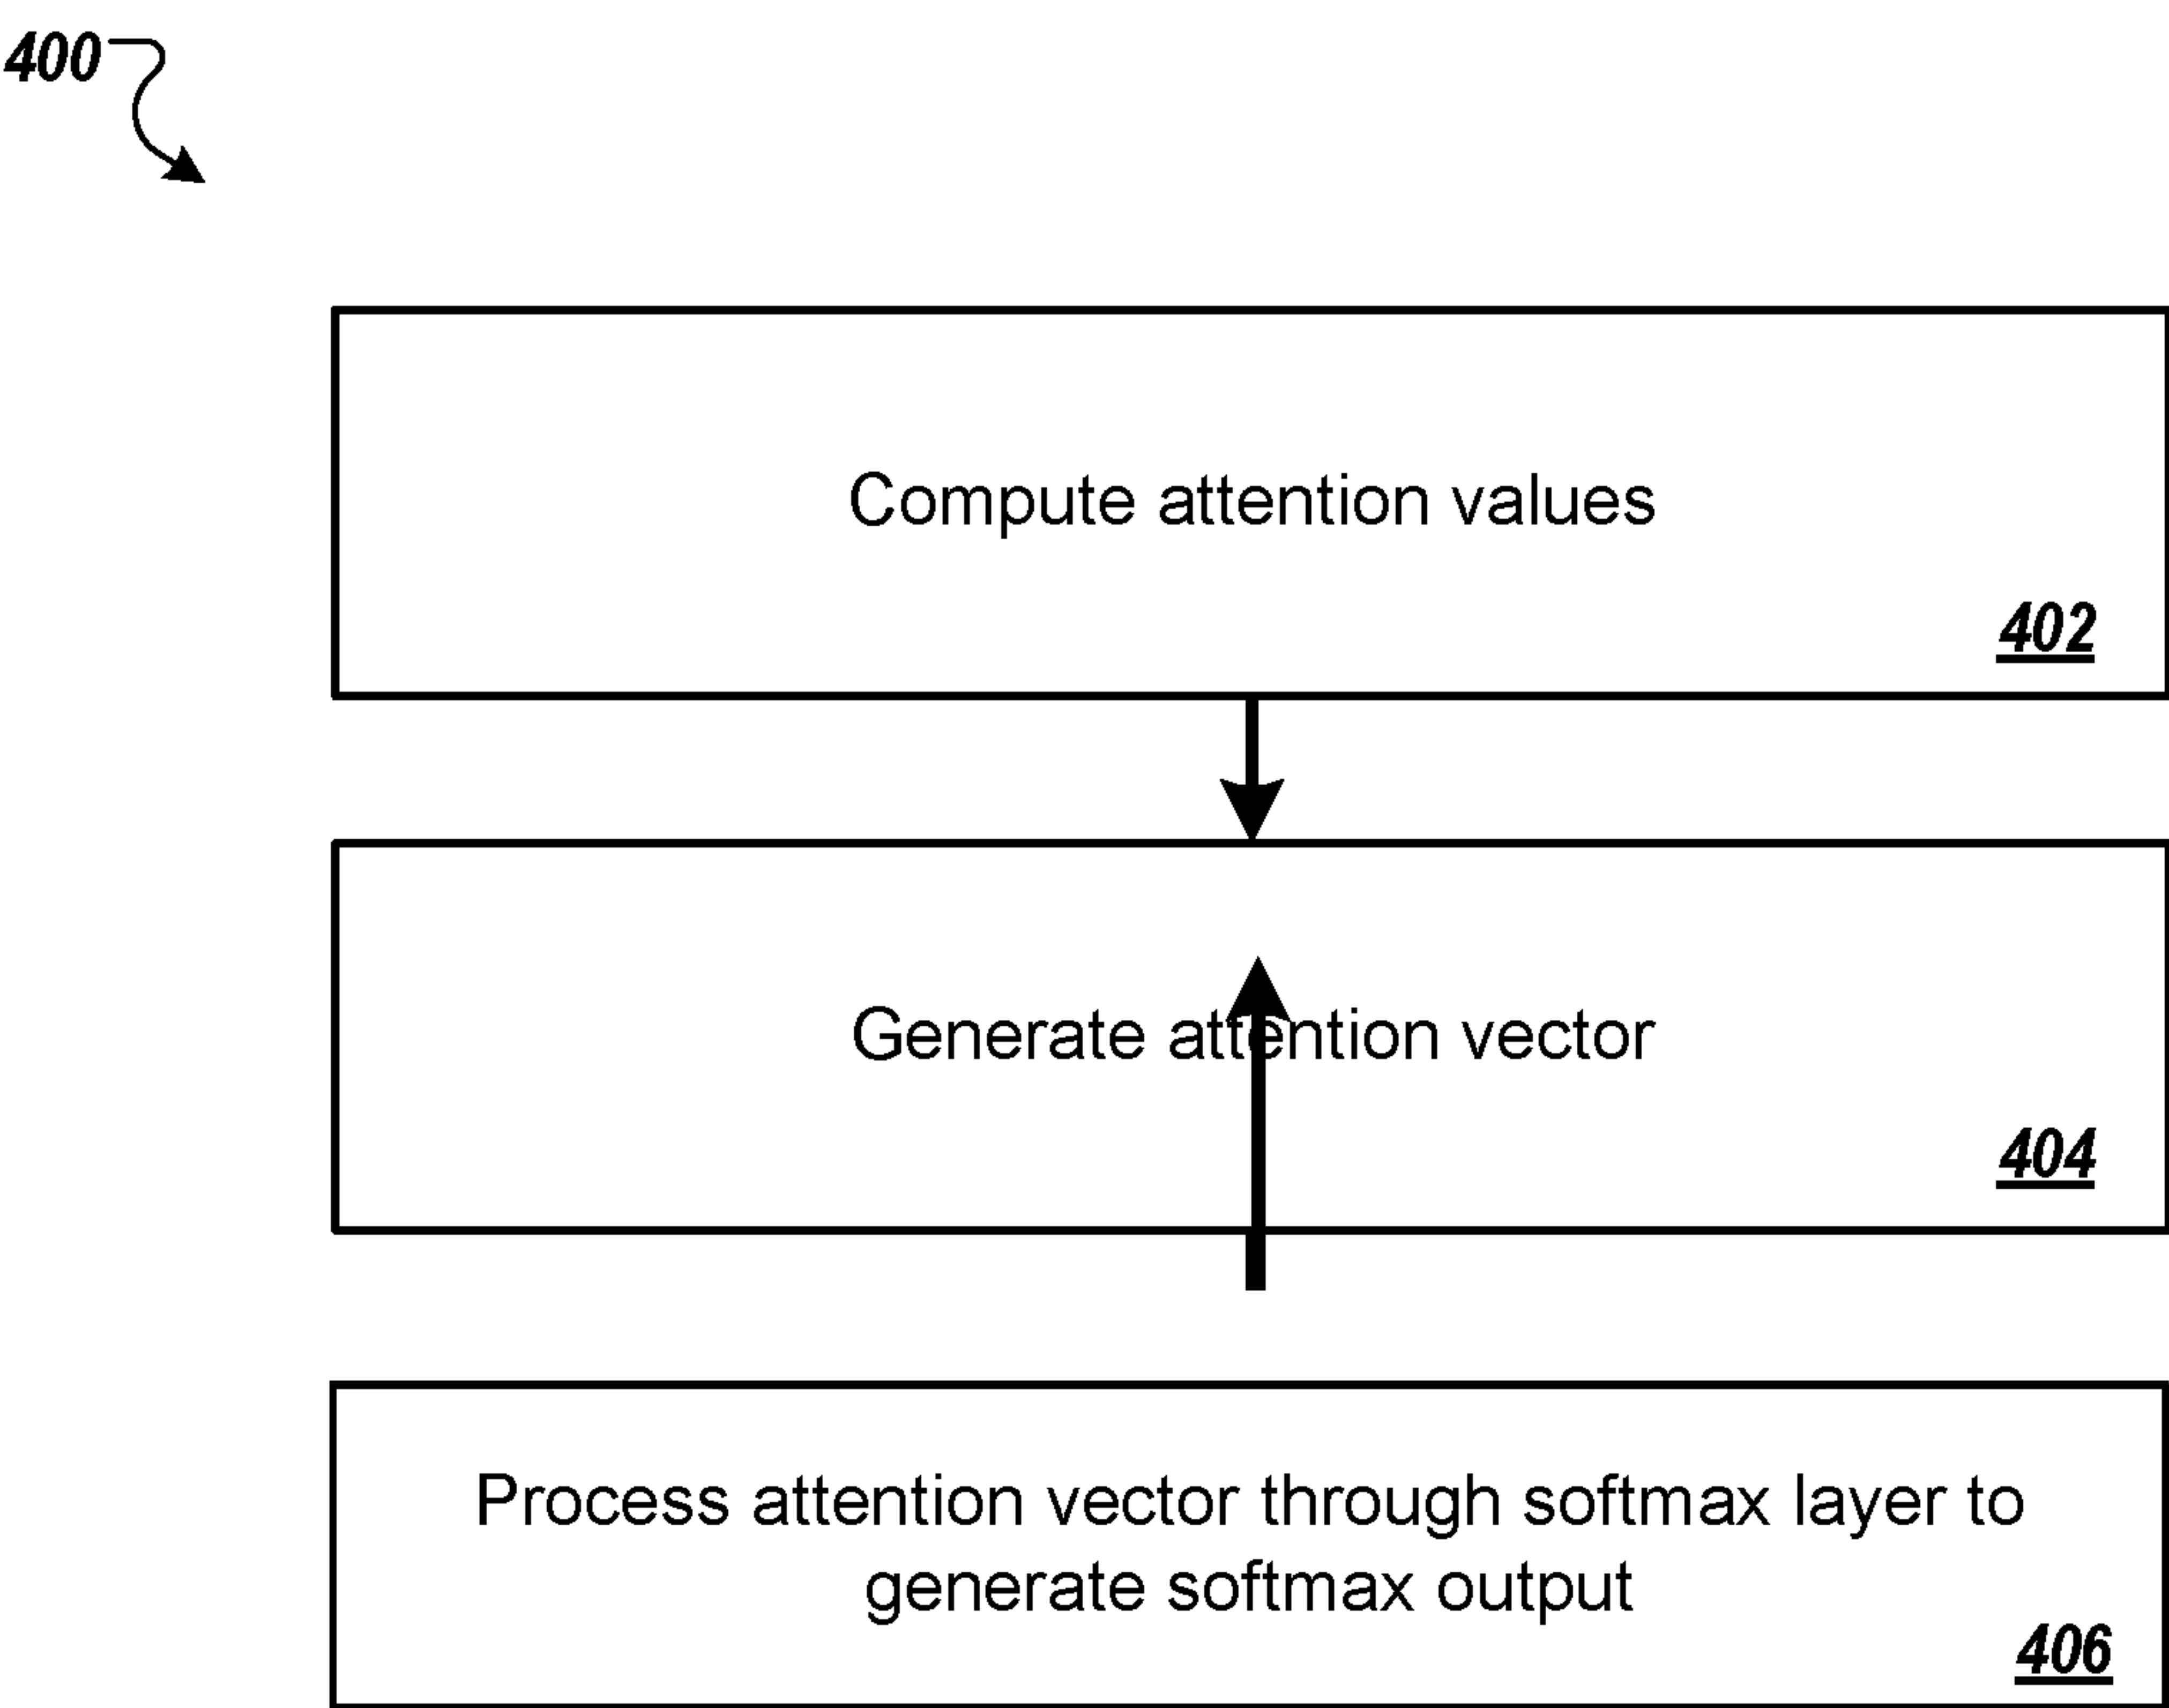 400
Compute attention values
402
Generate attention vector
404
Process attention vector through softmax layer to
generate softmax output
406